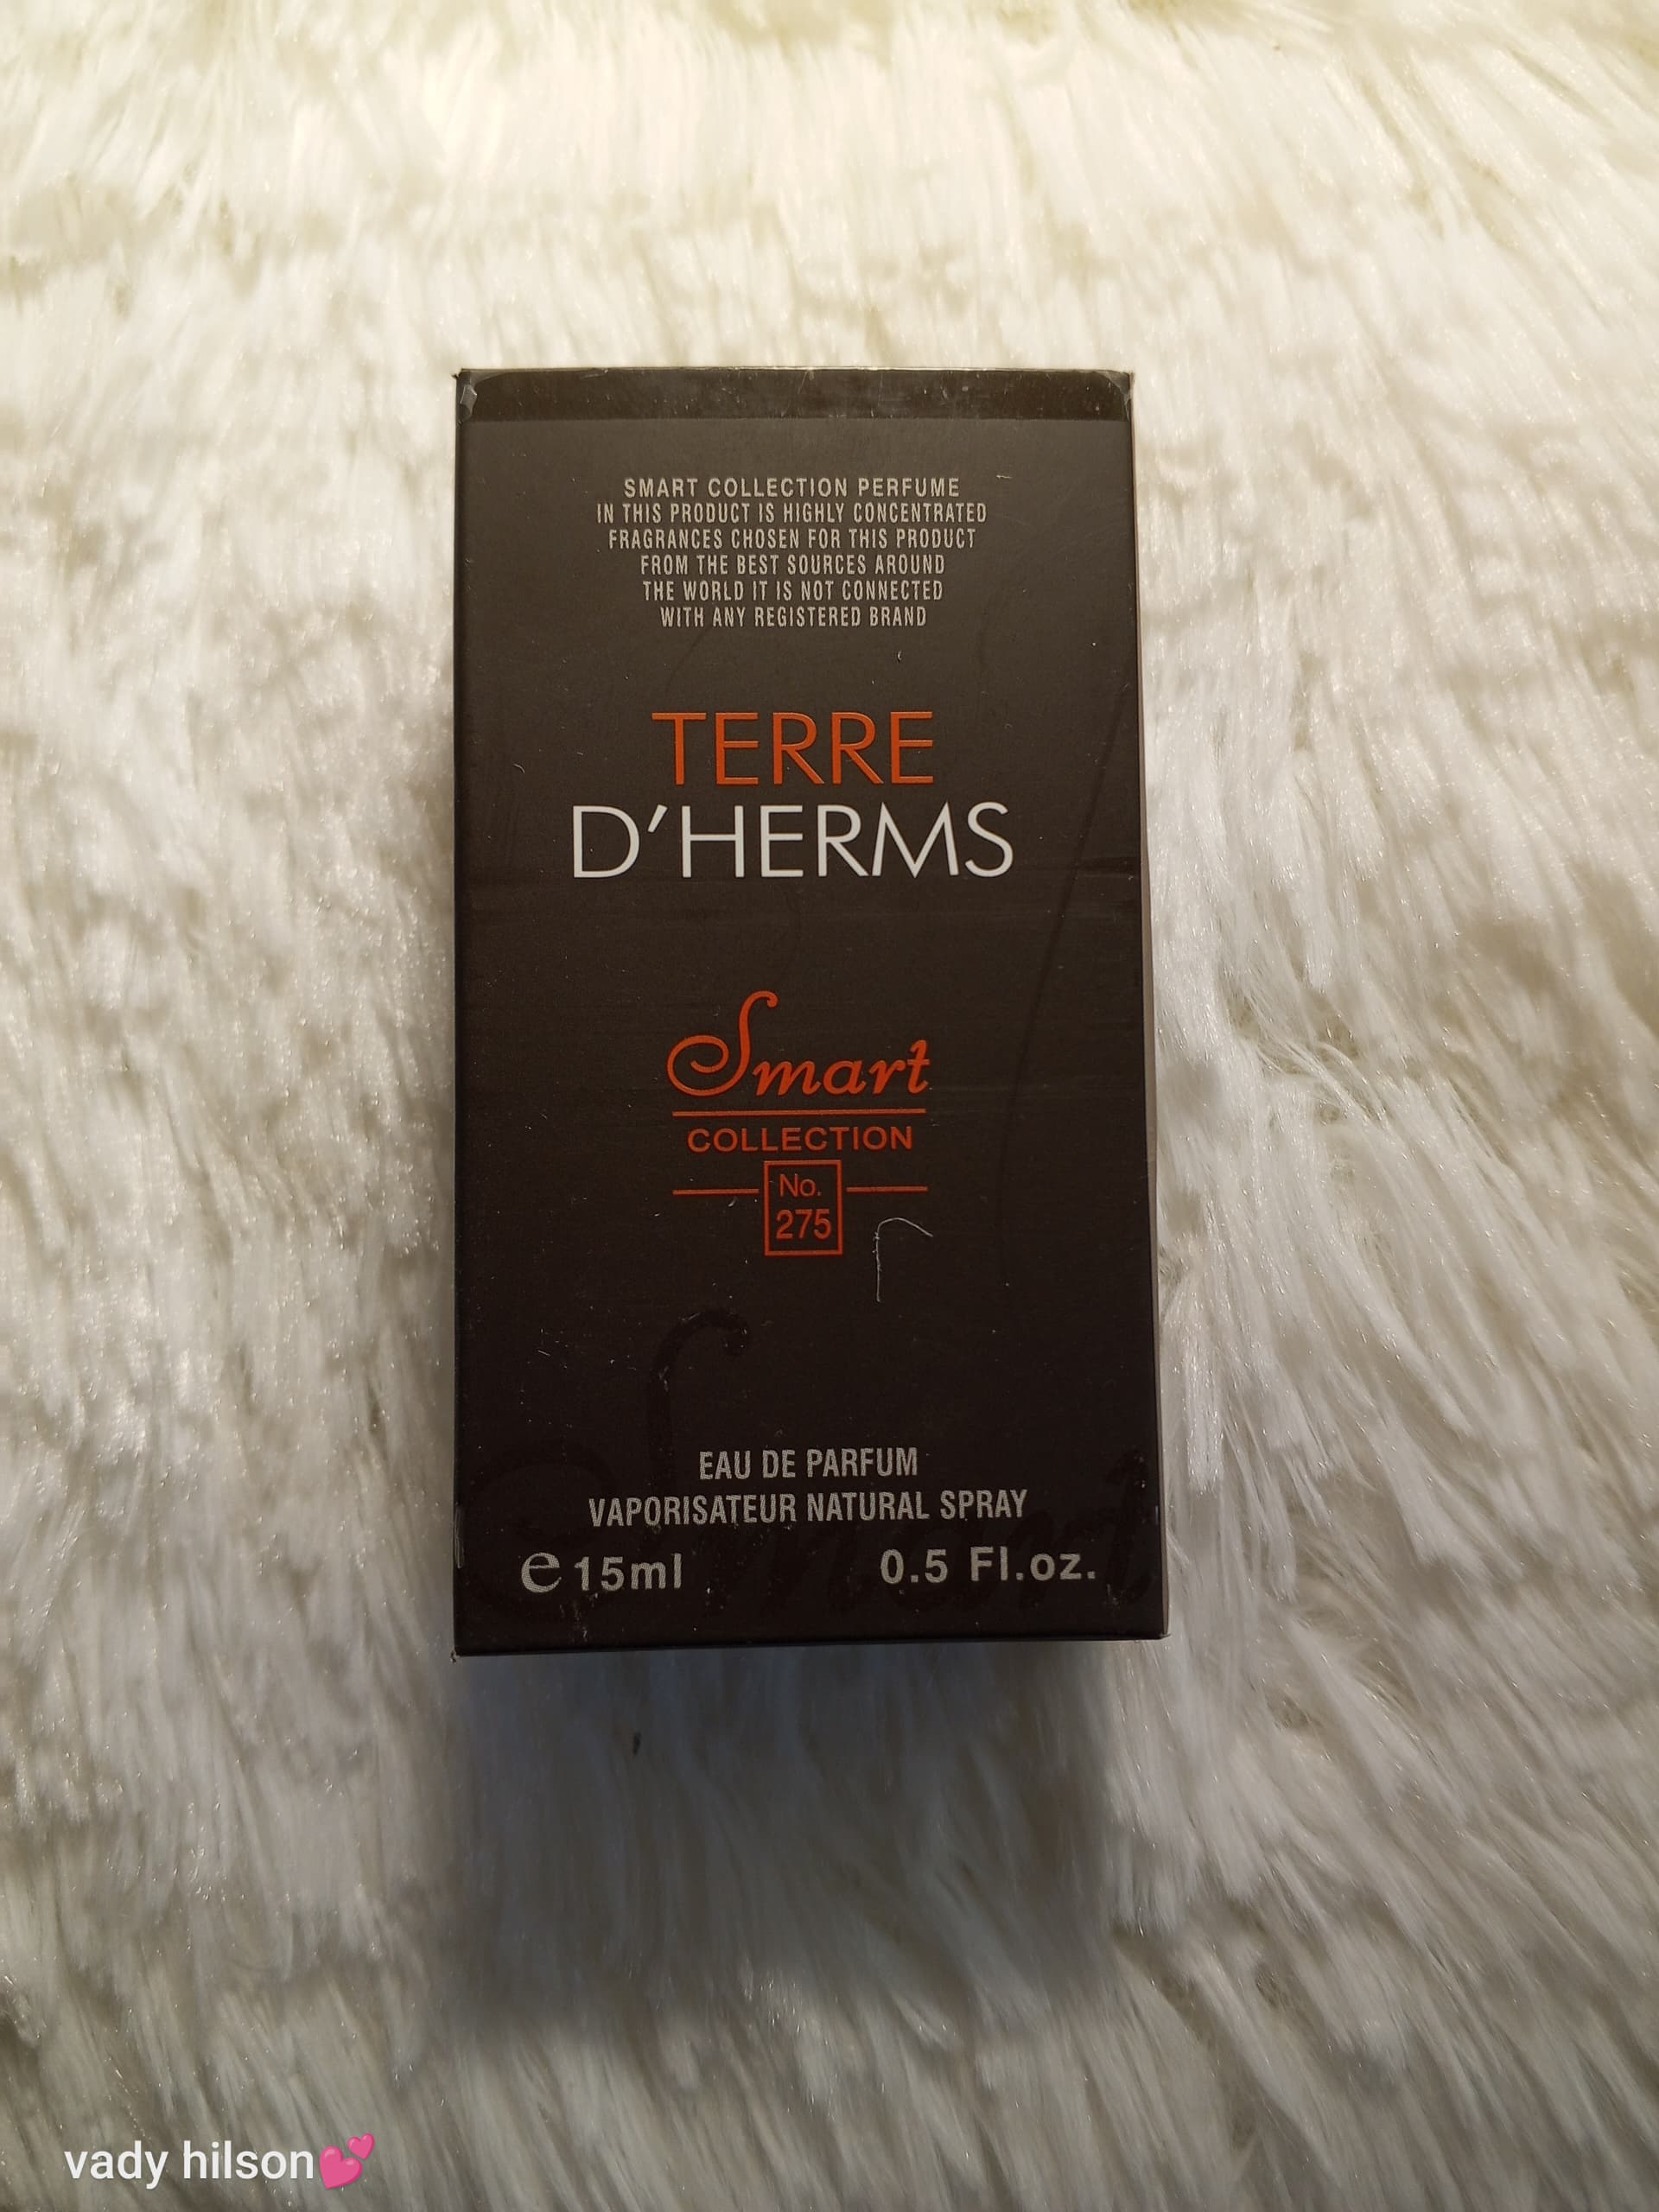 SMART COLLECTION PERFUME
IN THIS PRODUCT IS HIGHLY CONCENTRATED
FRAGRANCES CHOSEN FOR THIS PRODUCT
FROM THE BEST SOURCES AROUND
THE WORLD IT IS NOT CONNECTED
WITH ANY REGISTERED BRAND
TERRE
D'HERMS
Smart
COLLECTION
No.
275
Smart
EAU DE PARFUM
VAPORISATEUR NATURAL SPRAY
e 15ml 0.5 Fl.oz.
vady hilson💕